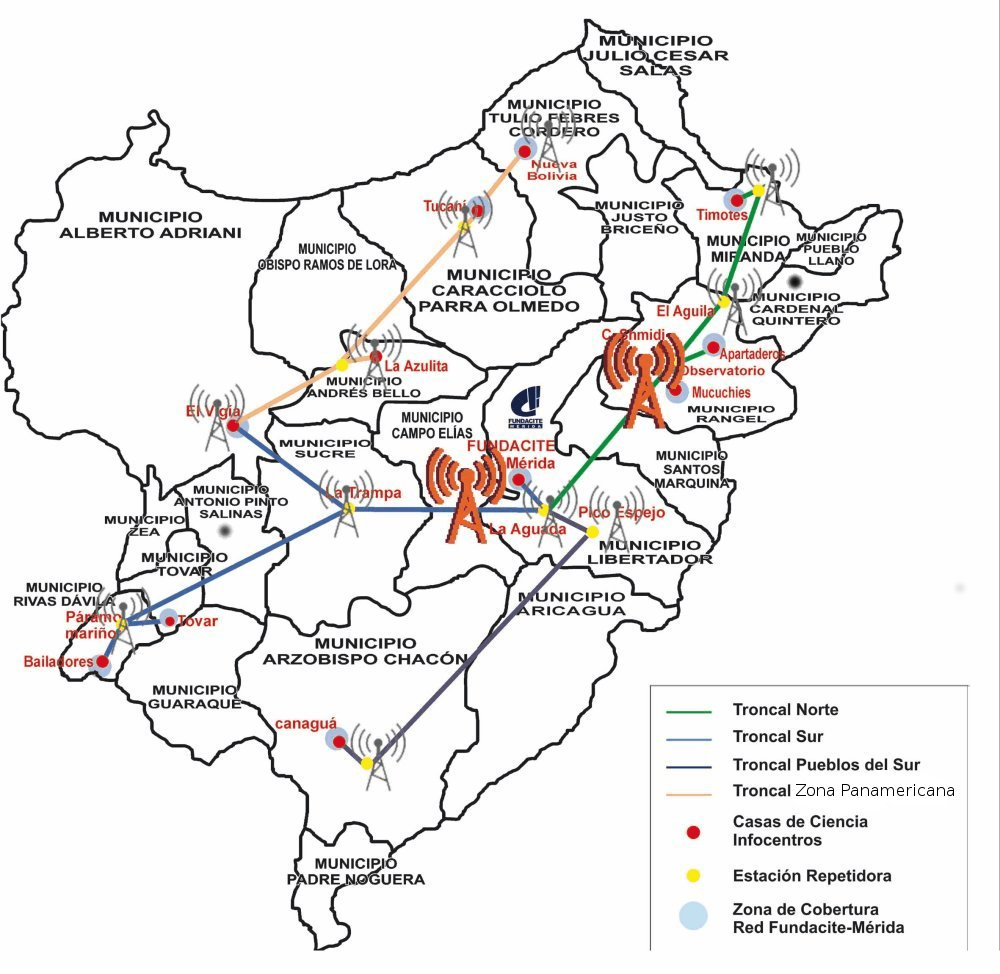 MUNICIPIO
JULIO CESAR
SALAS
MUNICIPIO
TULIO FEBRES
CORDERO
Nueva
Bolivia
MUNICIPIO
ALBERTO ADRIANI
Tucaní
MUNICIPIO
JUSTO
BRICEÑO
Timotes
MUNICIPIO
MIRANDA
MUNICIPIO
PUEBLO
LLANO
MUNICIPIO
OBISPO RAMOS DE LORA
MUNICIPIO
CARACCIOLO
PARRA OLMEDO
MUNICIPIO
CARDENAL
QUINTERO
El Aguila
Apartaderos
Observatorio
Mucuchies
MUNICIPIO
RANGEL
La Azulita
MUNICIPIO
ANDRÉS BELLO
El Vigía
MUNICIPIO
CAMPO ELÍAS
FUNDACITE
MERIDA
MUNICIPIO
SUCRE
FUNDACITE
Mérida
MUNICIPIO
SANTOS
MARQUINA
MUNICIPIO
ANTONIO PINTO
SALINAS
La Trampa
La Aguada
Pico Espejo
MUNICIPIO
ZEA
MUNICIPIO
LIBERTADOR
MUNICIPIO
TOVAR
MUNICIPIO
RIVAS DÁVILA
MUNICIPIO
ARICAGUA
Páramo
mariño
Tovar
Bailadores
MUNICIPIO
ARZOBISPO CHACÓN
MUNICIPIO
GUARAQUE
canaguá
MUNICIPIO
PADRE NOGUERA
Troncal Norte
Troncal Sur
Troncal Pueblos del Sur
Troncal Zona Panamericana
Casas de Ciencia
Infocentros
Estación Repetidora
Zona de Cobertura
Red Fundacite-Mérida